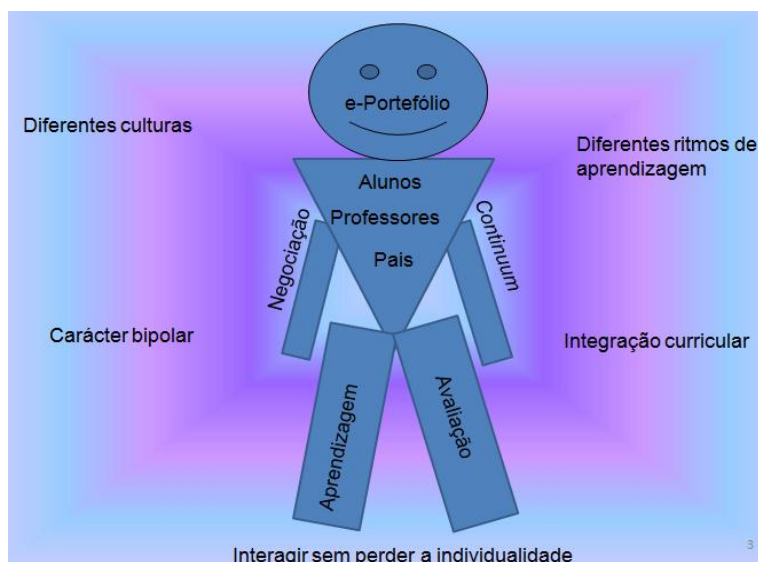 e-Portefólio
Diferentes culturas
Diferentes ritmos de
aprendizagem
Alunos
Professores
Pais
Negociação
Continuum
Carácter bipolar
Integração curricular
Aprendizagem
Avaliação
Interagir sem perder a individualidade
3